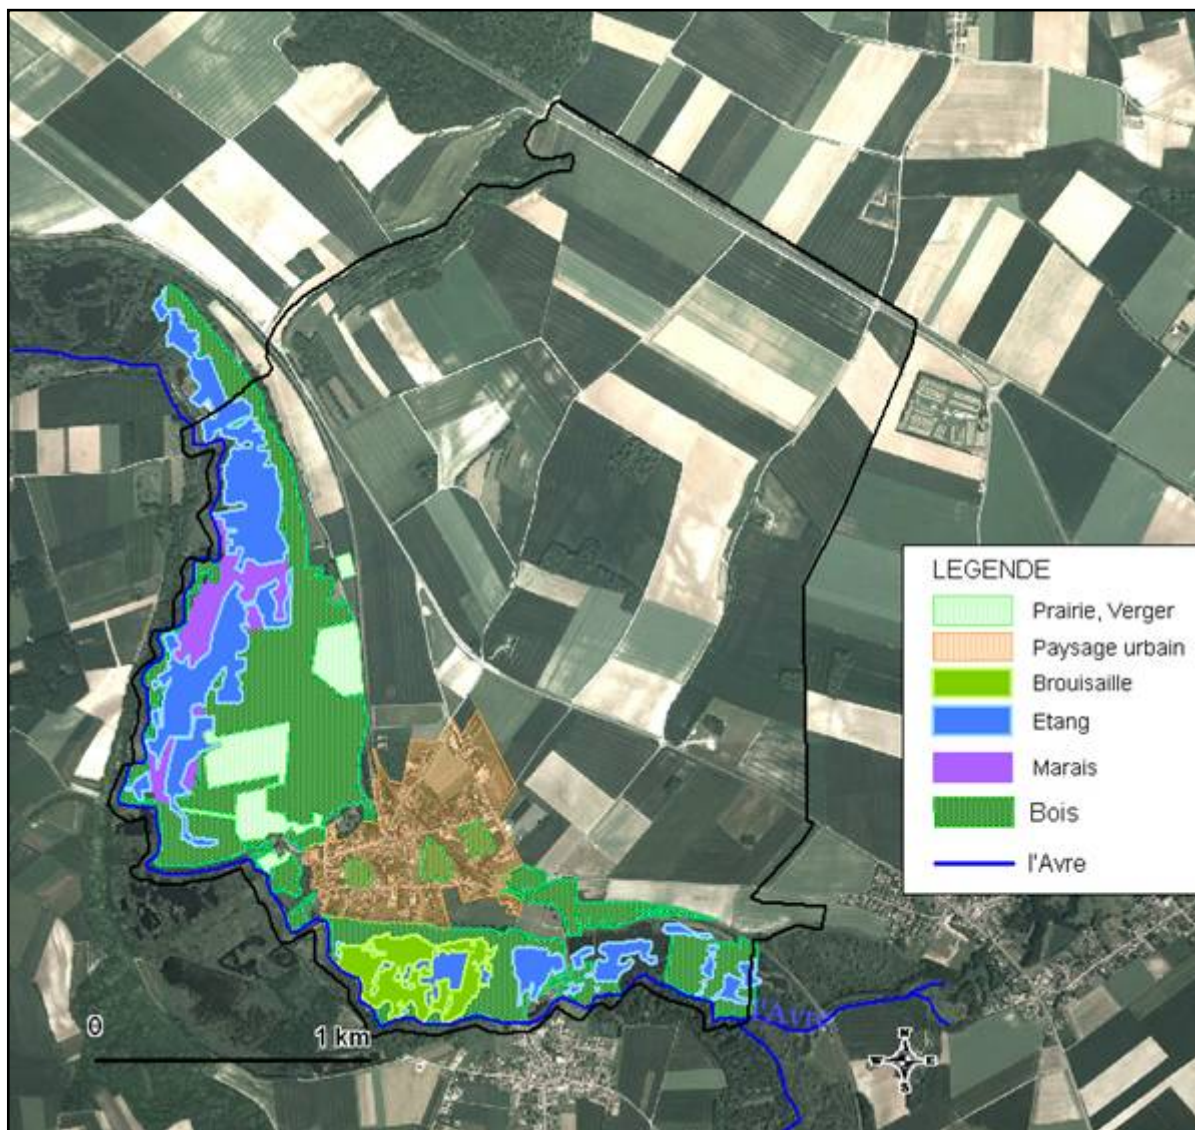 LEGENDE
Prairie, Verger
Paysage urbain
Brouisaille
Etang
Marais
Bois
l'Avre
0
1 km
l'Avre
N
W E
S